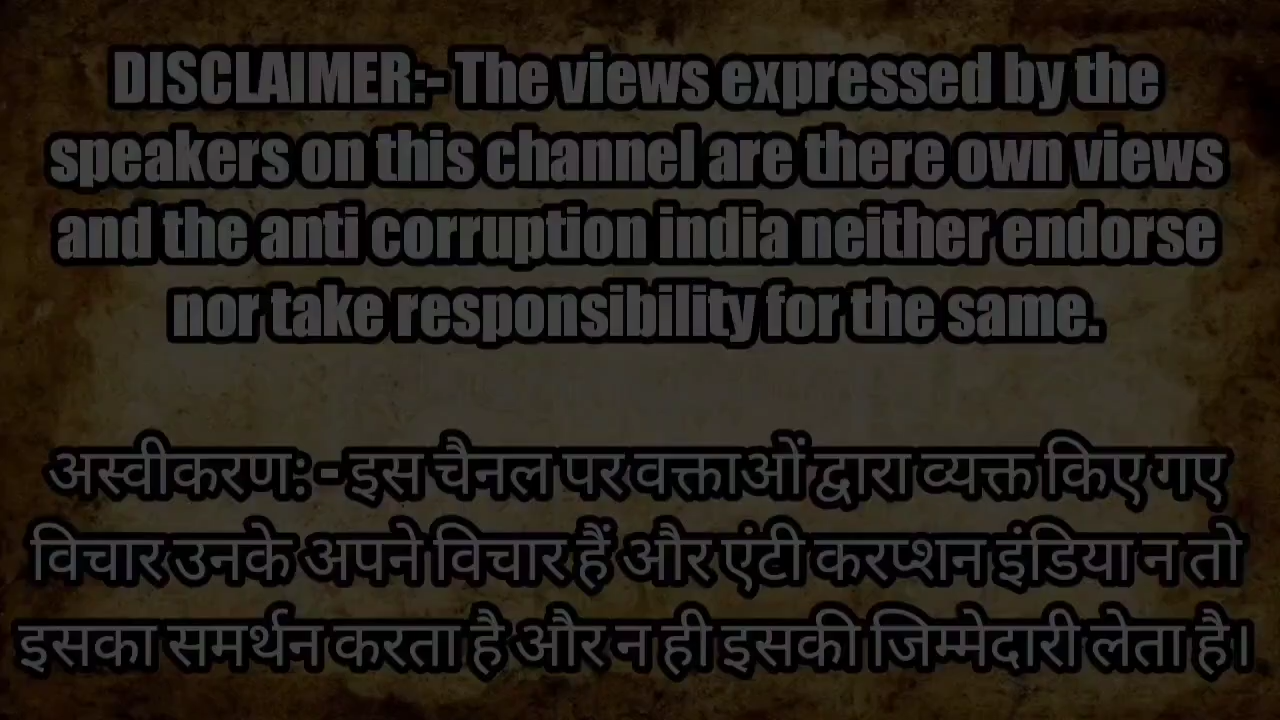 DISCLAIMER:- The views expressed by the
speakers on this channel are there own views
and the anti corruption india neither endorse
nor take responsibility for the same.
अस्वीकरण: - इस चैनल पर वक्ताओं द्वारा व्यक्त किए गए
विचार उनके अपने विचार हैं और एंटी करप्शन इंडिया न तो
इसका समर्थन करता है और न ही इसकी जिम्मेदारी लेता है।